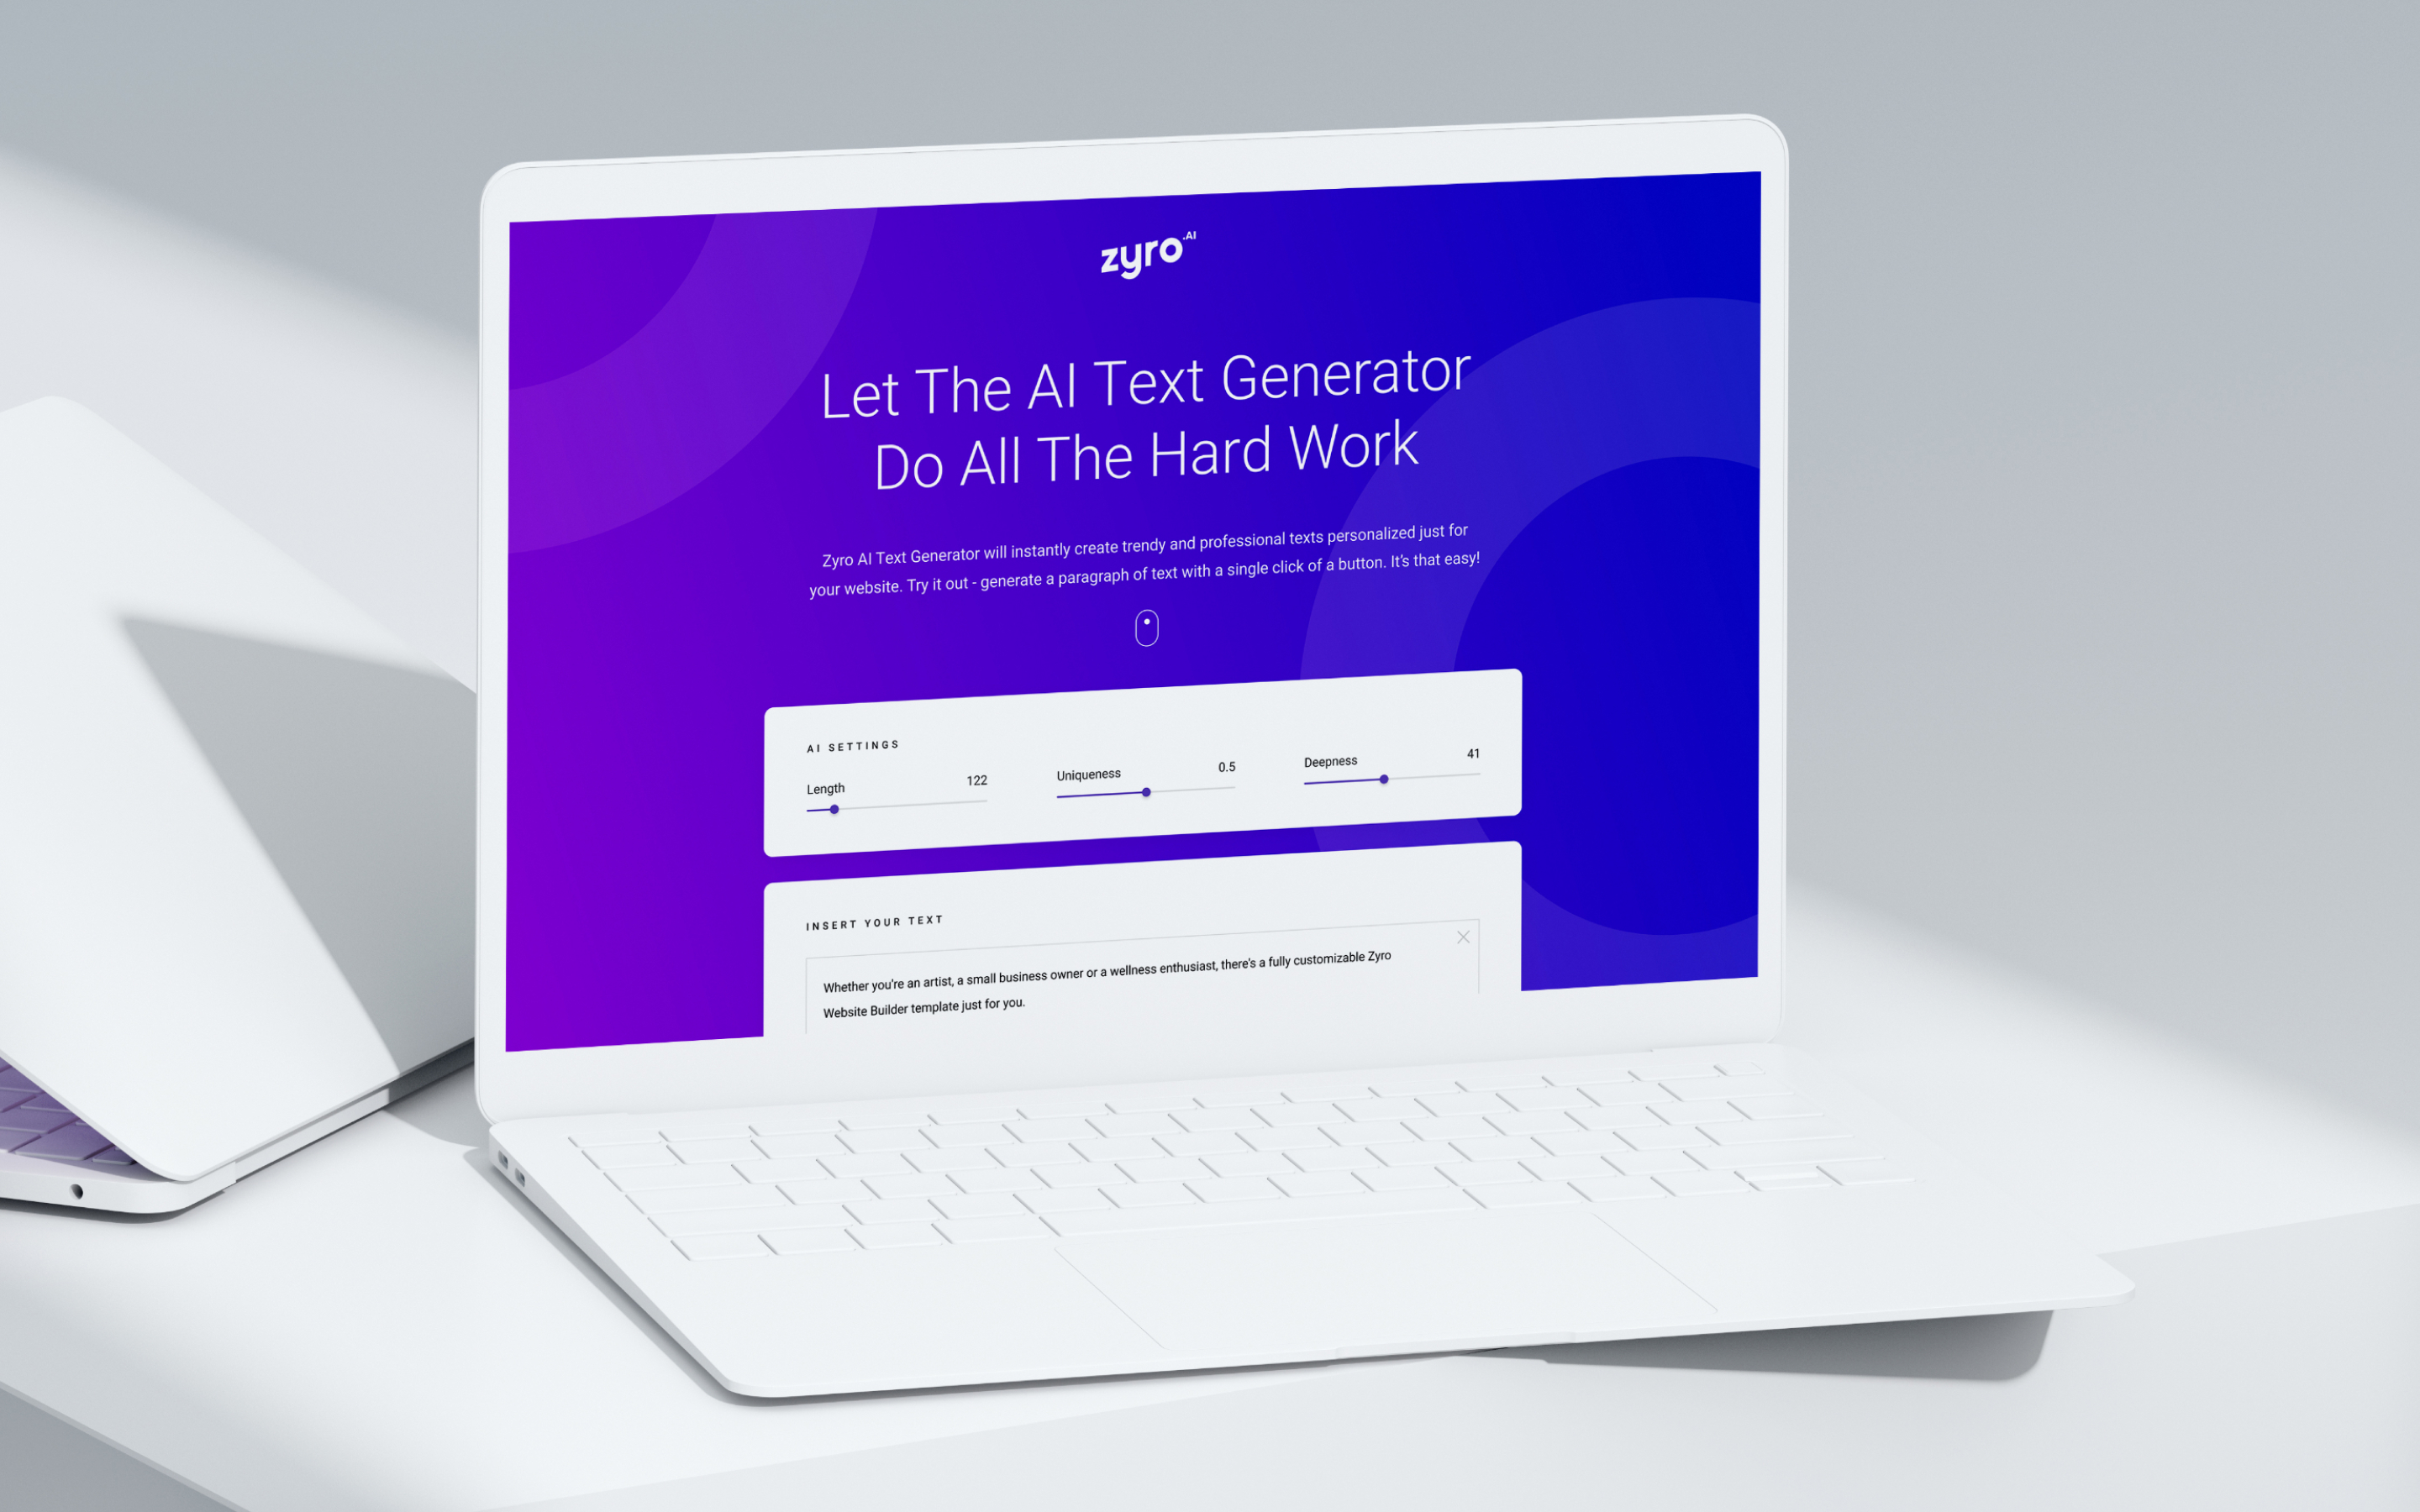 zyro.AI
Let The AI Text Generator
Do All The Hard Work
Zyro AI Text Generator will instantly create trendy and professional texts personalized just for
your website. Try it out - generate a paragraph of text with a single click of a button. It's that easy!
AI SETTINGS
Length 122
Uniqueness 0.5
Deepness 41
INSERT YOUR TEXT
Whether you're an artist, a small business owner or a wellness enthusiast, there's a fully customizable Zyro
Website Builder template just for you.